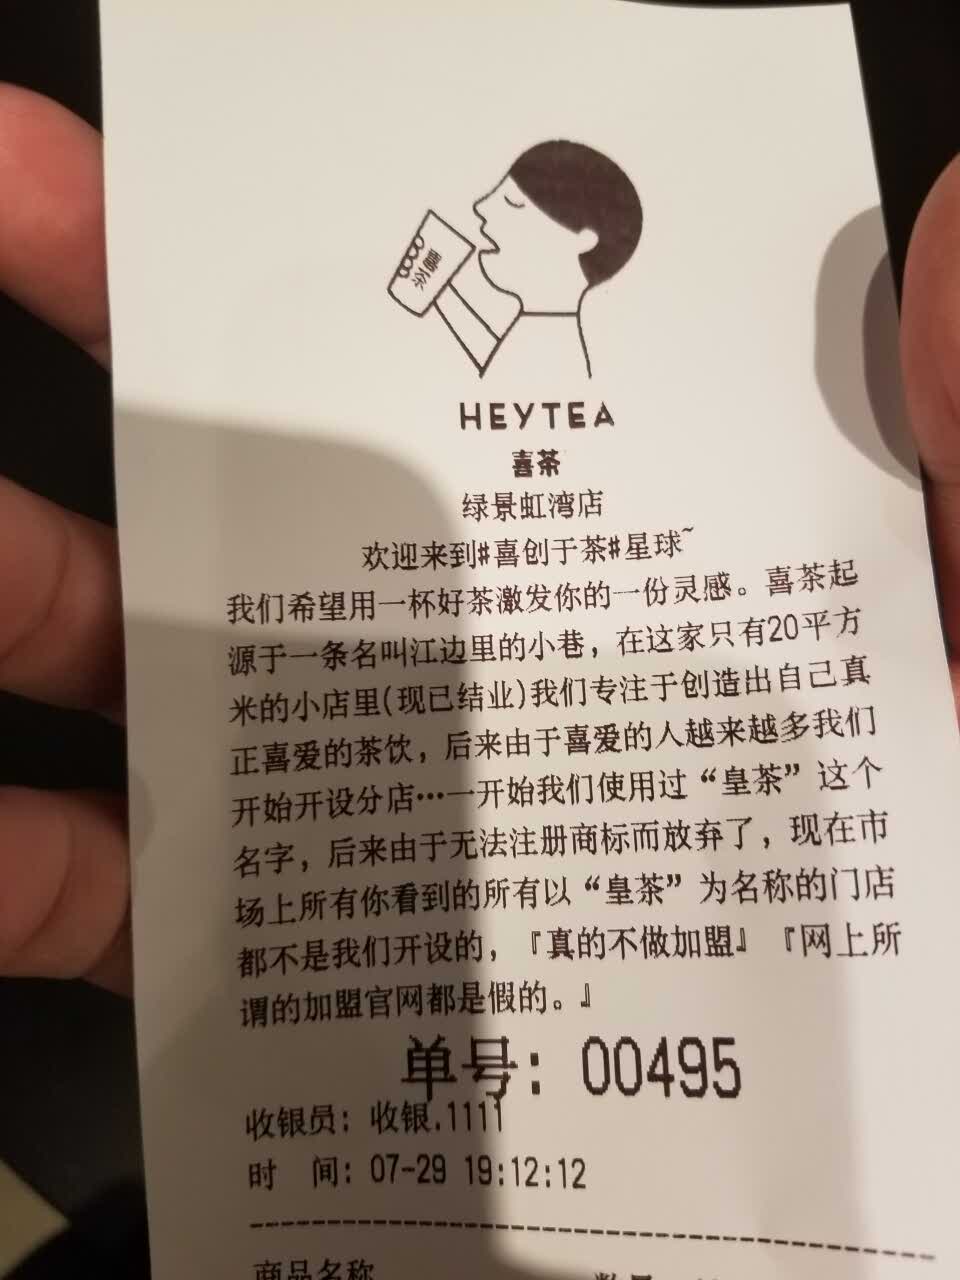 喜茶
HEYTEA
喜茶
绿景虹湾店
欢迎来到#喜创于茶#星球~
我们希望用一杯好茶激发你的一份灵感。喜茶起
源于一条名叫江边里的小巷，在这家只有20平方
米的小店里(现已结业)我们专注于创造出自己真
正喜爱的茶饮，后来由于喜爱的人越来越多我们
开始开设分店…一开始我们使用过“皇茶”这个
名字，后来由于无法注册商标而放弃了，现在市
场上所有你看到的所有以“皇茶”为名称的门店
都不是我们开设的，『真的不做加盟』『网上所
谓的加盟官网都是假的。』
单号：00495
收银员：收银.1111
时　间：07-29 19:12:12
商品名称 数量